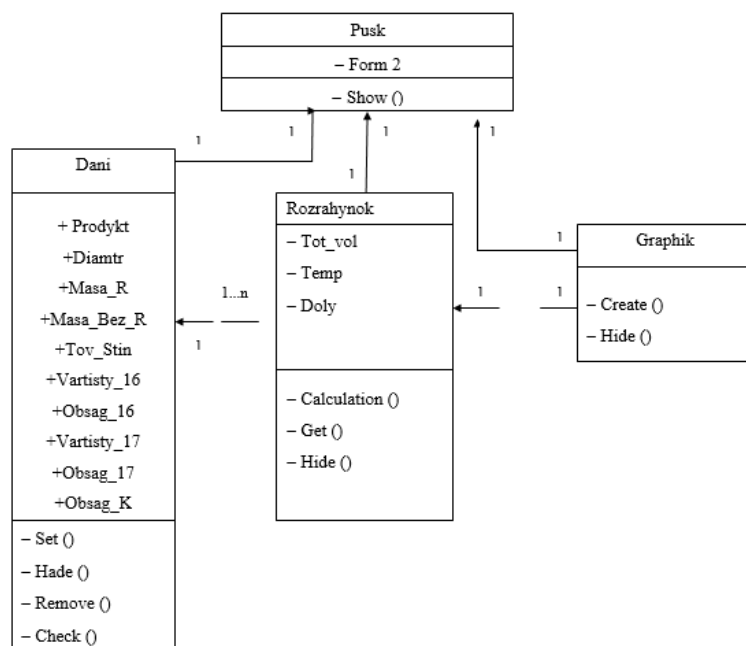 Pusk
– Form 2
– Show ()
1
1
1
1
1
1
Dani
+ Prodykt
+Diamtr
+Masa_R
+Masa_Bez_R
+Tov_Stin
+Vartisty_16
+Obsag_16
+Vartisty_17
+Obsag_17
+Obsag_K
– Set ()
– Hade ()
– Remove ()
– Check ()
1...n
1
Rozrahynok
– Tot_vol
– Temp
– Doly
– Calculation ()
– Get ()
– Hide ()
1
1
Graphik
– Create ()
– Hide ()